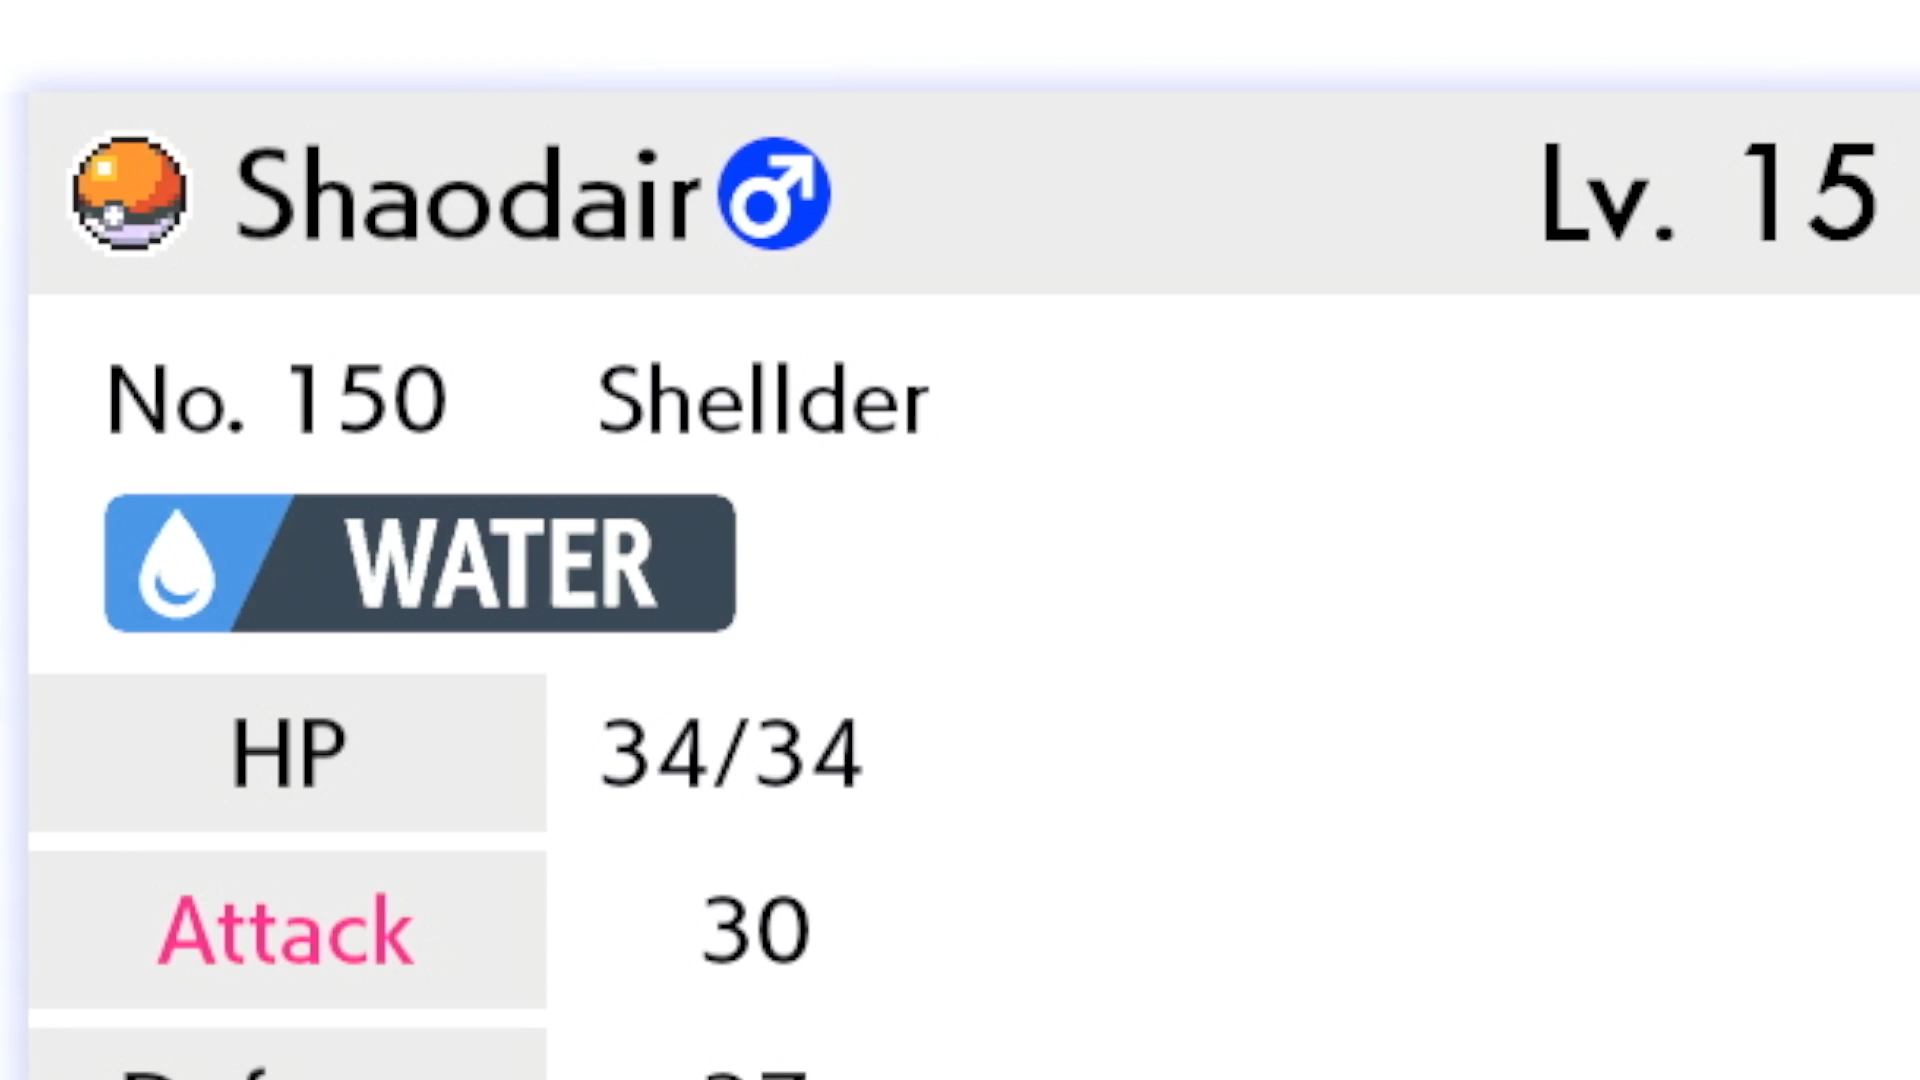 Shaodair♂ Lv. 15
No. 150 Shellder
WATER
HP 34/34
Attack 30